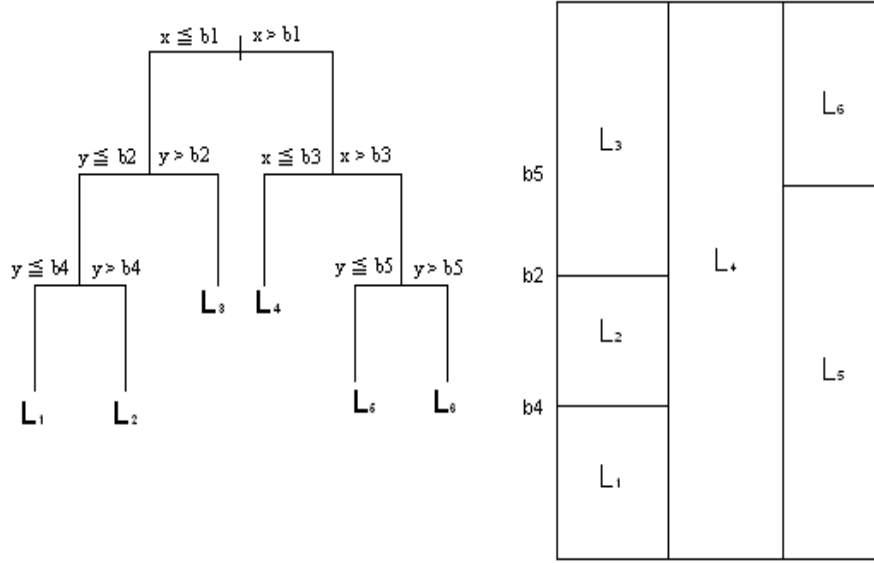 x ≦ b1 x > b1
y ≦ b2 y > b2 x ≦ b3 x > b3
y ≦ b4 y > b4 y ≦ b5 y > b5
L₃ L₄
L₁ L₂ L₅ L₆
L₆
L₃
b5
L₄
b2
L₂
L₅
b4
L₁